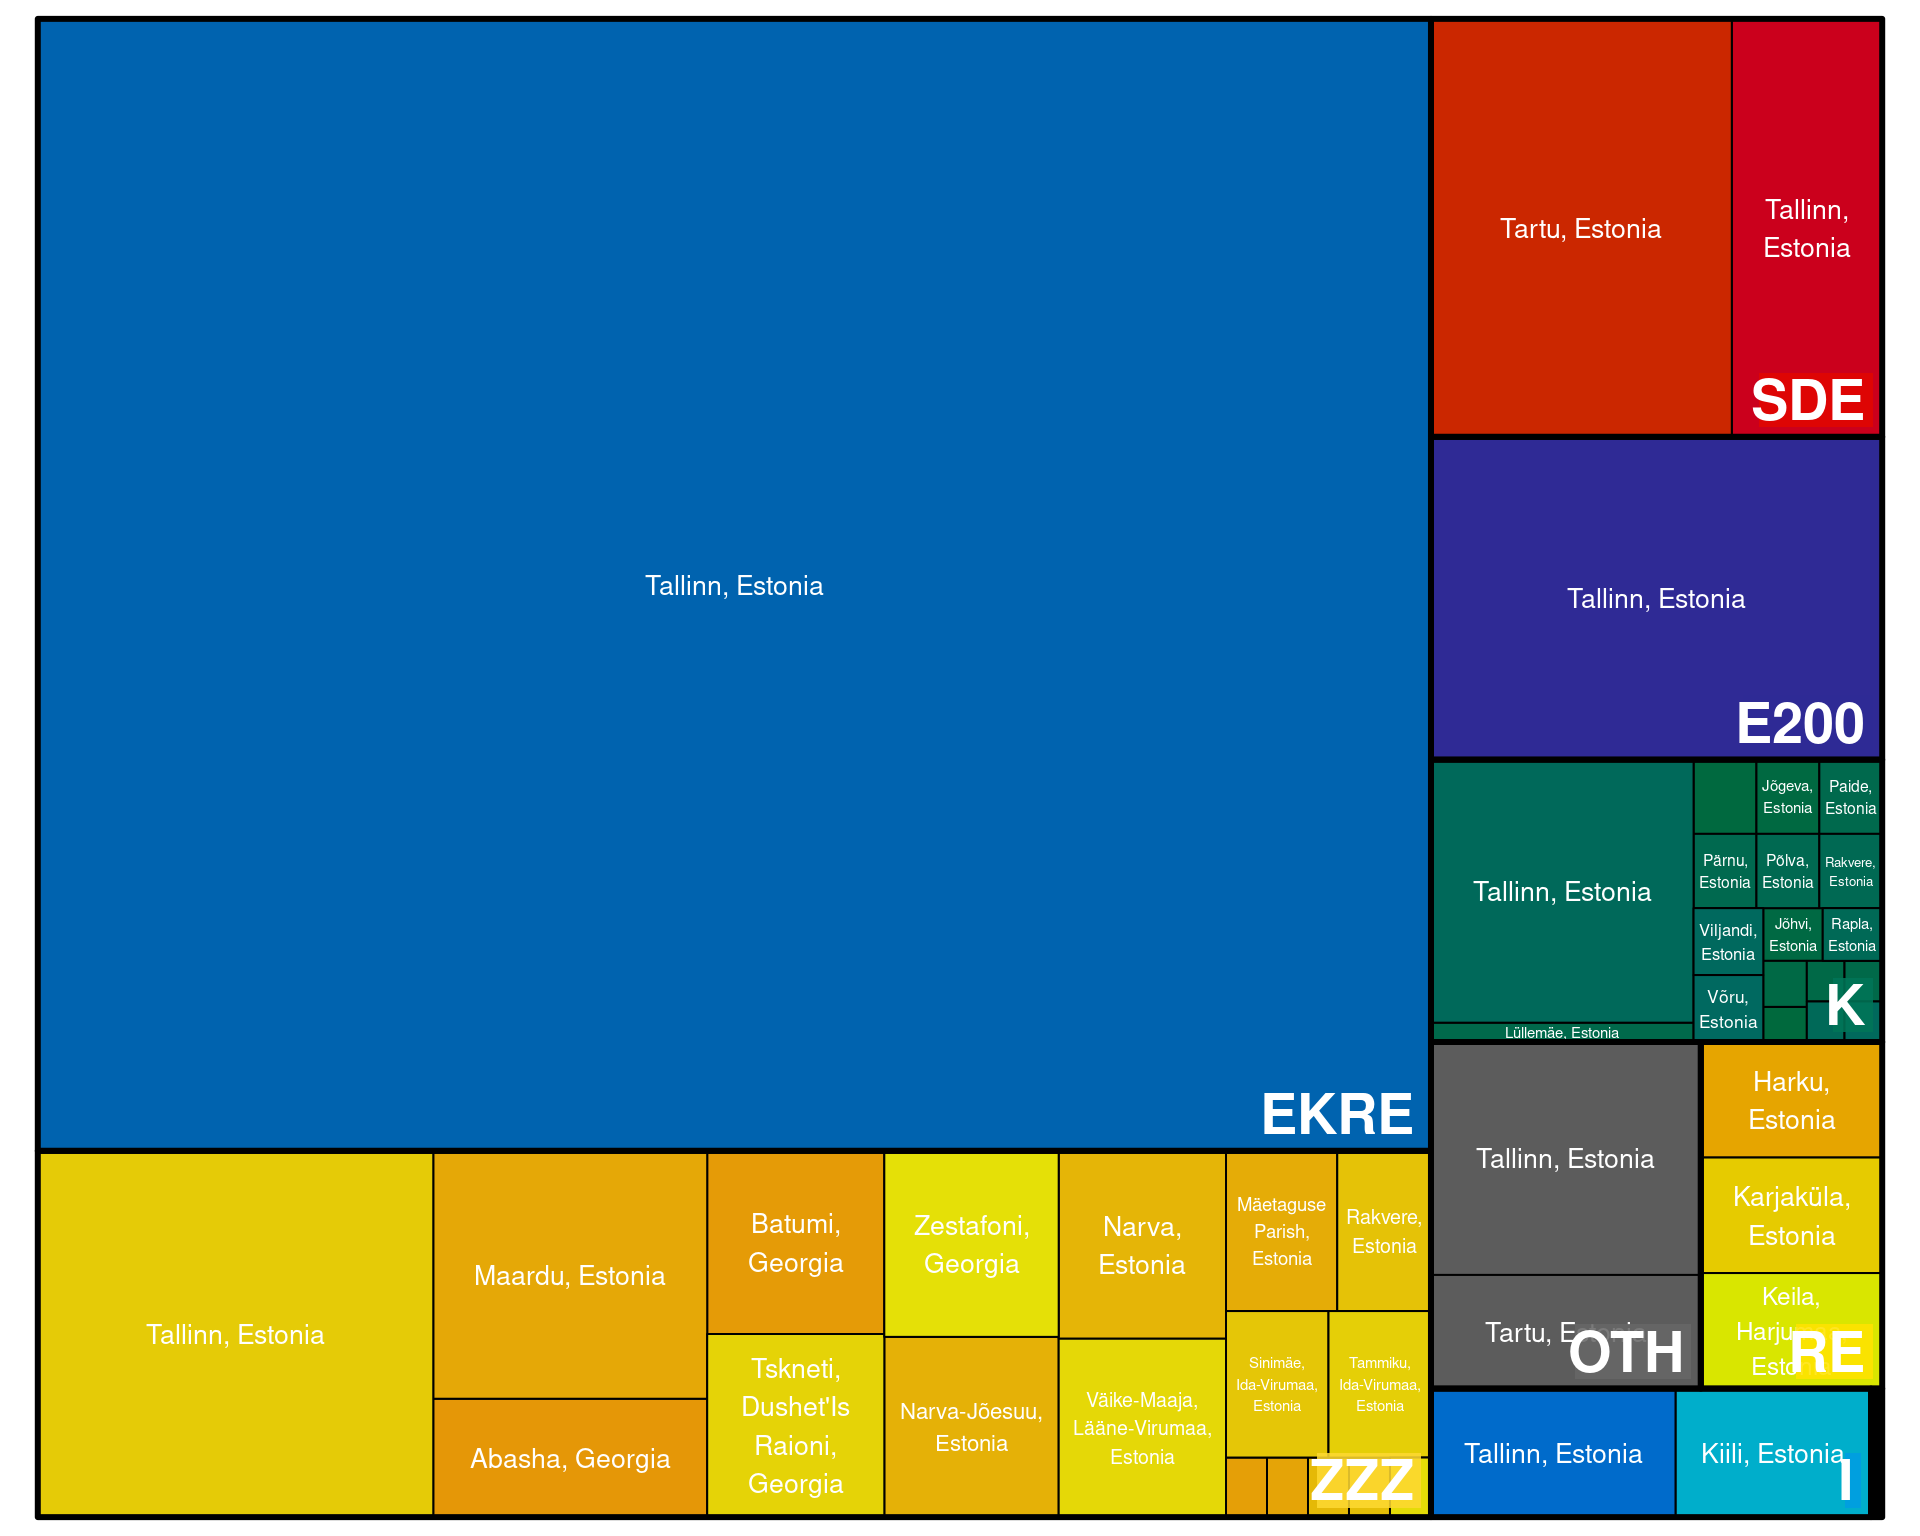 Tallinn, Estonia
EKRE
Tartu, Estonia
Tallinn,
Estonia
SDE
Tallinn, Estonia
E200
Tallinn, Estonia
Jõgeva,
Estonia
Paide,
Estonia
Pärnu,
Estonia
Põlva,
Estonia
Rakvere,
Estonia
Viljandi,
Estonia
Jõhvi,
Estonia
Rapla,
Estonia
Võru,
Estonia
K
Lüllemäe, Estonia
Tallinn, Estonia
Tartu, Estonia
OTH
Harku,
Estonia
Karjaküla,
Estonia
Keila,
RE
Tallinn, Estonia
Kiili, Estonia
I
Tallinn, Estonia
Maardu, Estonia
Abasha, Georgia
Batumi,
Georgia
Tskneti,
Dushet'Is
Raioni,
Georgia
Zestafoni,
Georgia
Narva-Jõesuu,
Estonia
Narva,
Estonia
Väike-Maaja,
Lääne-Virumaa,
Estonia
Mäetaguse
Parish,
Estonia
Rakvere,
Estonia
Sinimäe,
Ida-Virumaa,
Estonia
Tammiku,
Ida-Virumaa,
Estonia
ZZZ